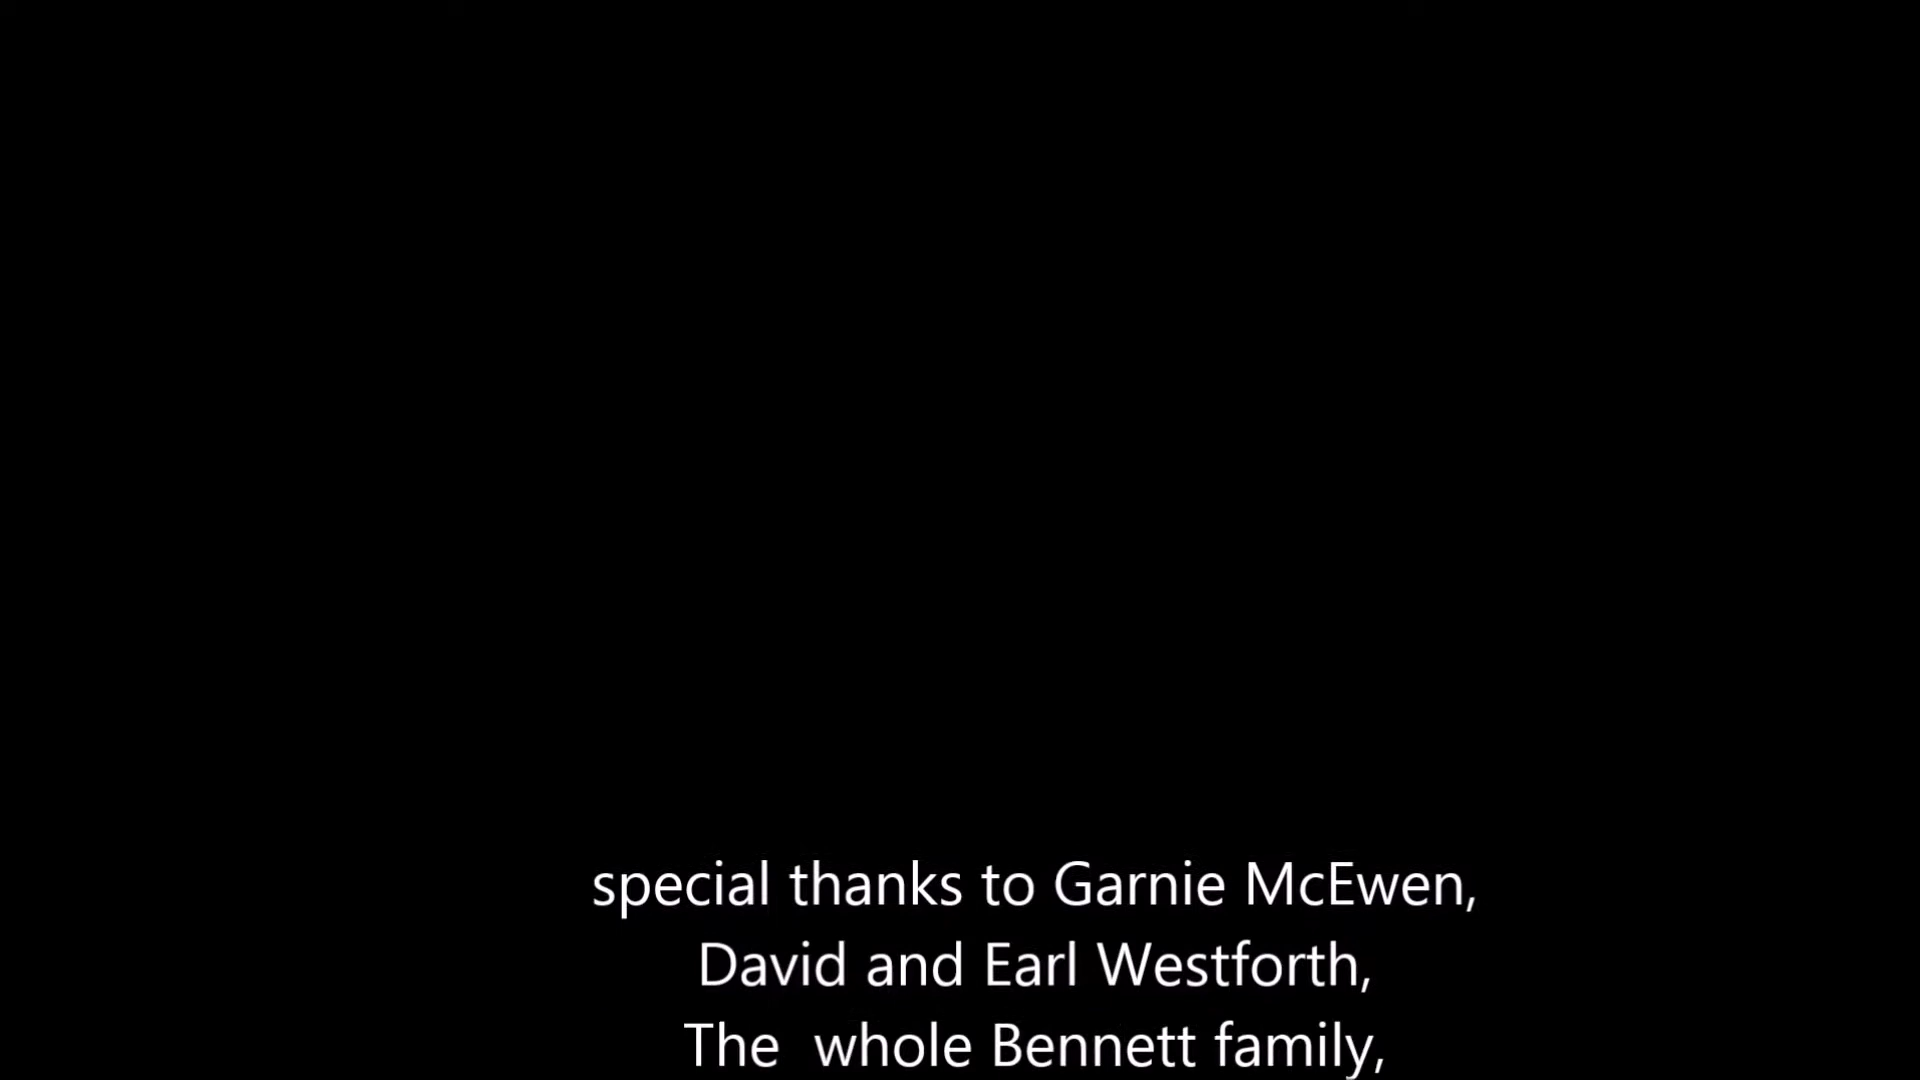 special thanks to Garnie McEwen,
David and Earl Westforth,
The  whole Bennett family,